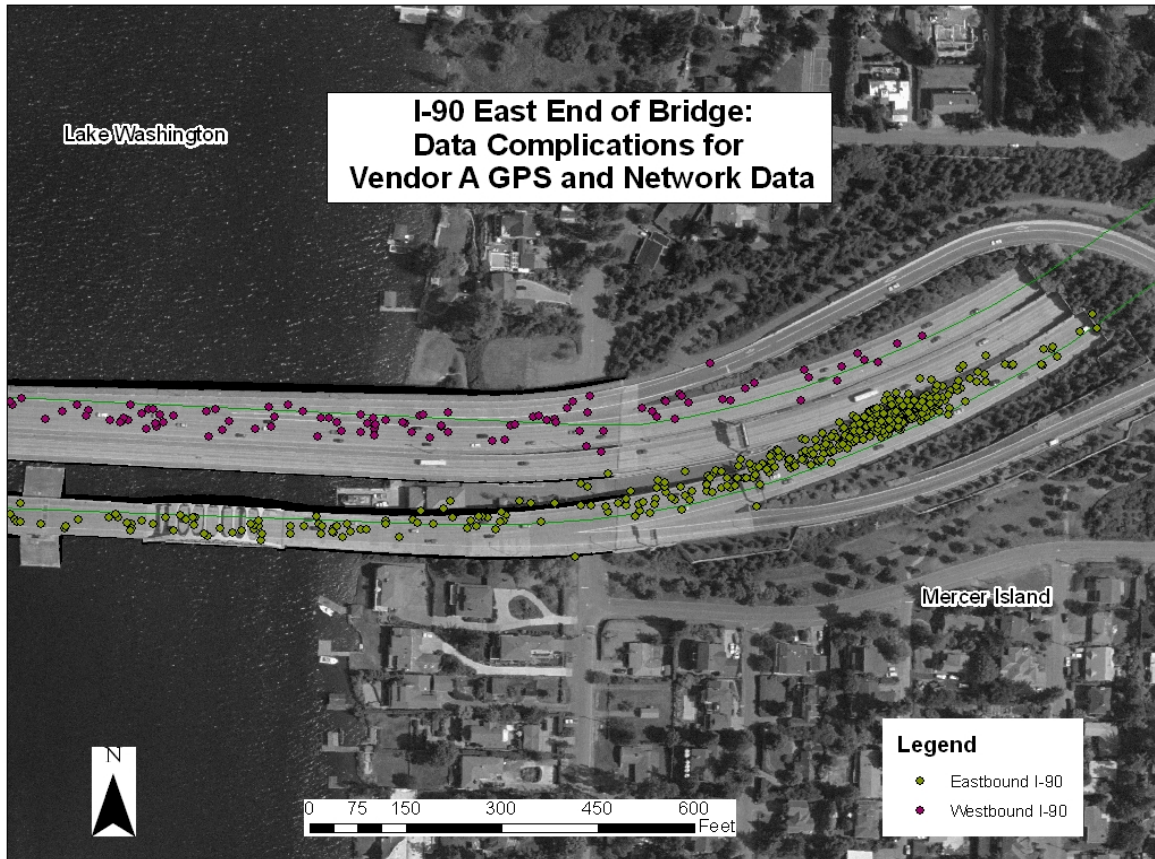 I-90 East End of Bridge:
Data Complications for
Vendor A GPS and Network Data
Lake Washington
Mercer Island
N
0 75 150 300 450 600
Feet
Legend
Eastbound I-90
Westbound I-90